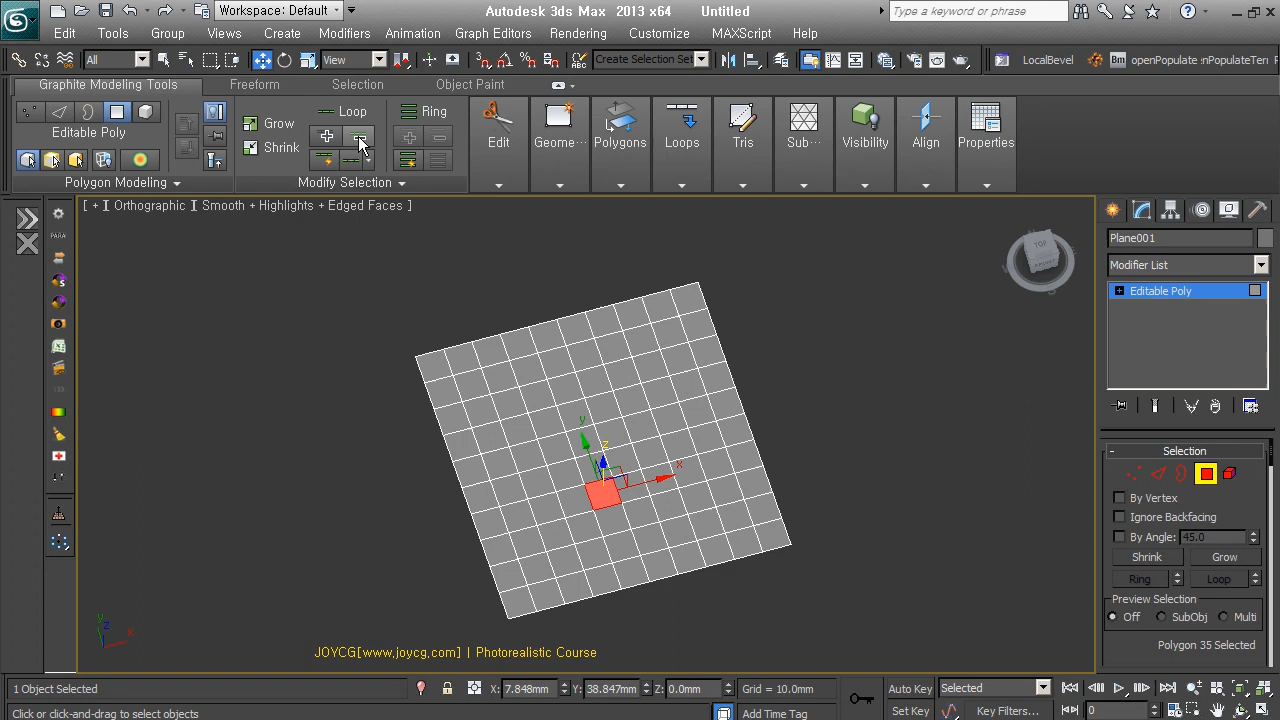 Workspace: Default
Autodesk 3ds Max 2013 x64 Untitled
Type a keyword or phrase
Edit Tools Group Views Create Modifiers Animation Graph Editors Rendering Customize MAXScript Help
All
View
Create Selection Set
LocalBevel
Bm
Graphite Modeling Tools Freeform Selection Object Paint
Editable Poly
Grow
Shrink
Loop
Ring
Edit
Geome···
Polygons
Loops
Tris
Sub···
Visibility
Align
Properties
Polygon Modeling
Modify Selection
[ + ] Orthographic ] Smooth + Highlights + Edged Faces ]
PARA
TOP
y
z
x
JOYCG[www.joycg.com] | Photorealistic Course
Plane001
Modifier List
Editable Poly
Selection
By Vertex
Ignore Backfacing
By Angle: 45.0
Shrink Grow
Ring Loop
Preview Selection
Off SubObj Multi
Polygon 35 Selected
1 Object Selected
X: 7.848mm Y: 38.847mm Z: 0.0mm
Grid = 10.0mm
Auto Key Selected
Click or click-and-drag to select objects
Add Time Tag
Set Key Key Filters...
0